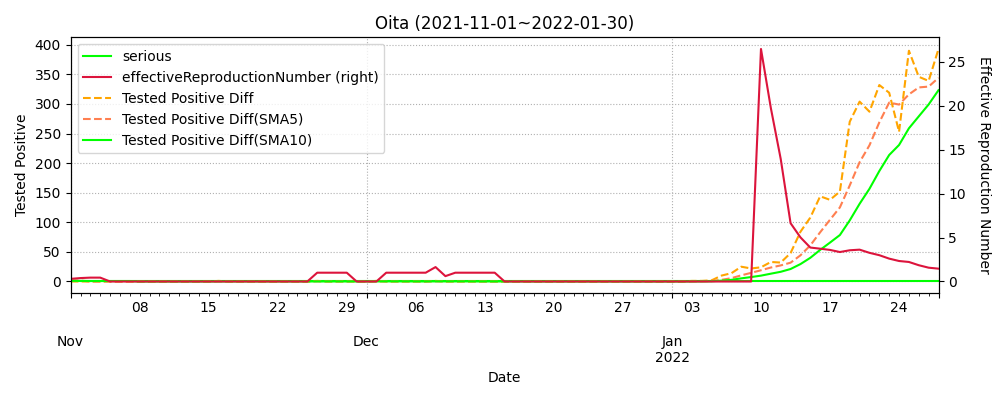 Oita (2021-11-01~2022-01-30)
serious
effectiveReproductionNumber (right)
Tested Positive Diff
Tested Positive Diff(SMA5)
Tested Positive Diff(SMA10)
Tested Positive
400
350
300
250
200
150
100
50
0
Effective Reproduction Number
25
20
15
10
5
0
08 15 22 29 06 13 20 27 03 10 17 24
Nov Dec Jan
2022
Date